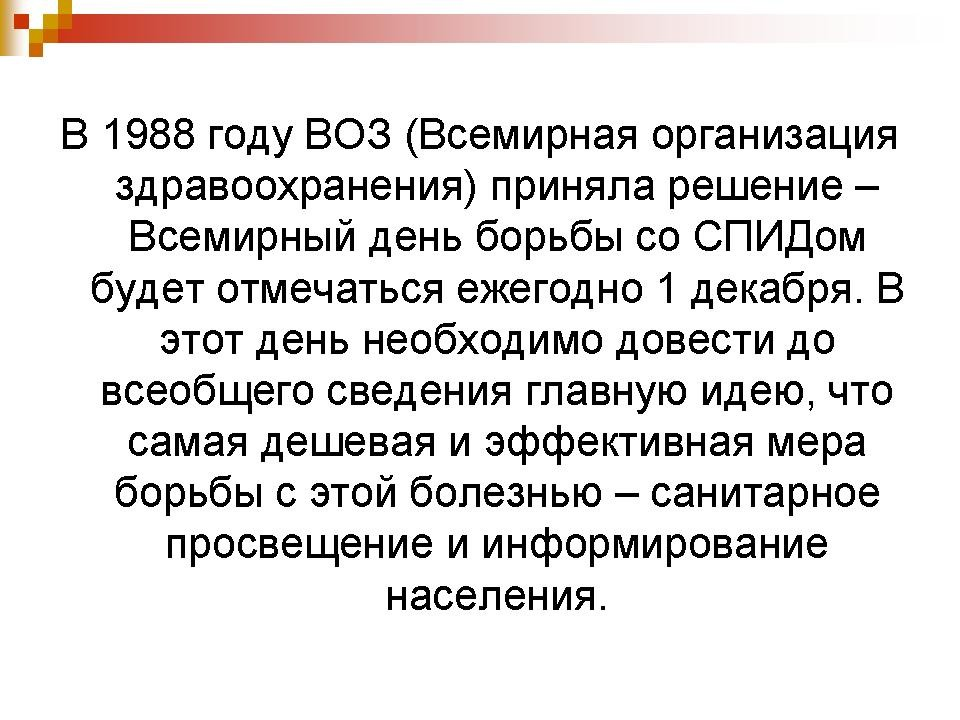 В 1988 году ВОЗ (Всемирная организация
здравоохранения) приняла решение –
Всемирный день борьбы со СПИДом
будет отмечаться ежегодно 1 декабря. В
этот день необходимо довести до
всеобщего сведения главную идею, что
самая дешевая и эффективная мера
борьбы с этой болезнью – санитарное
просвещение и информирование
населения.